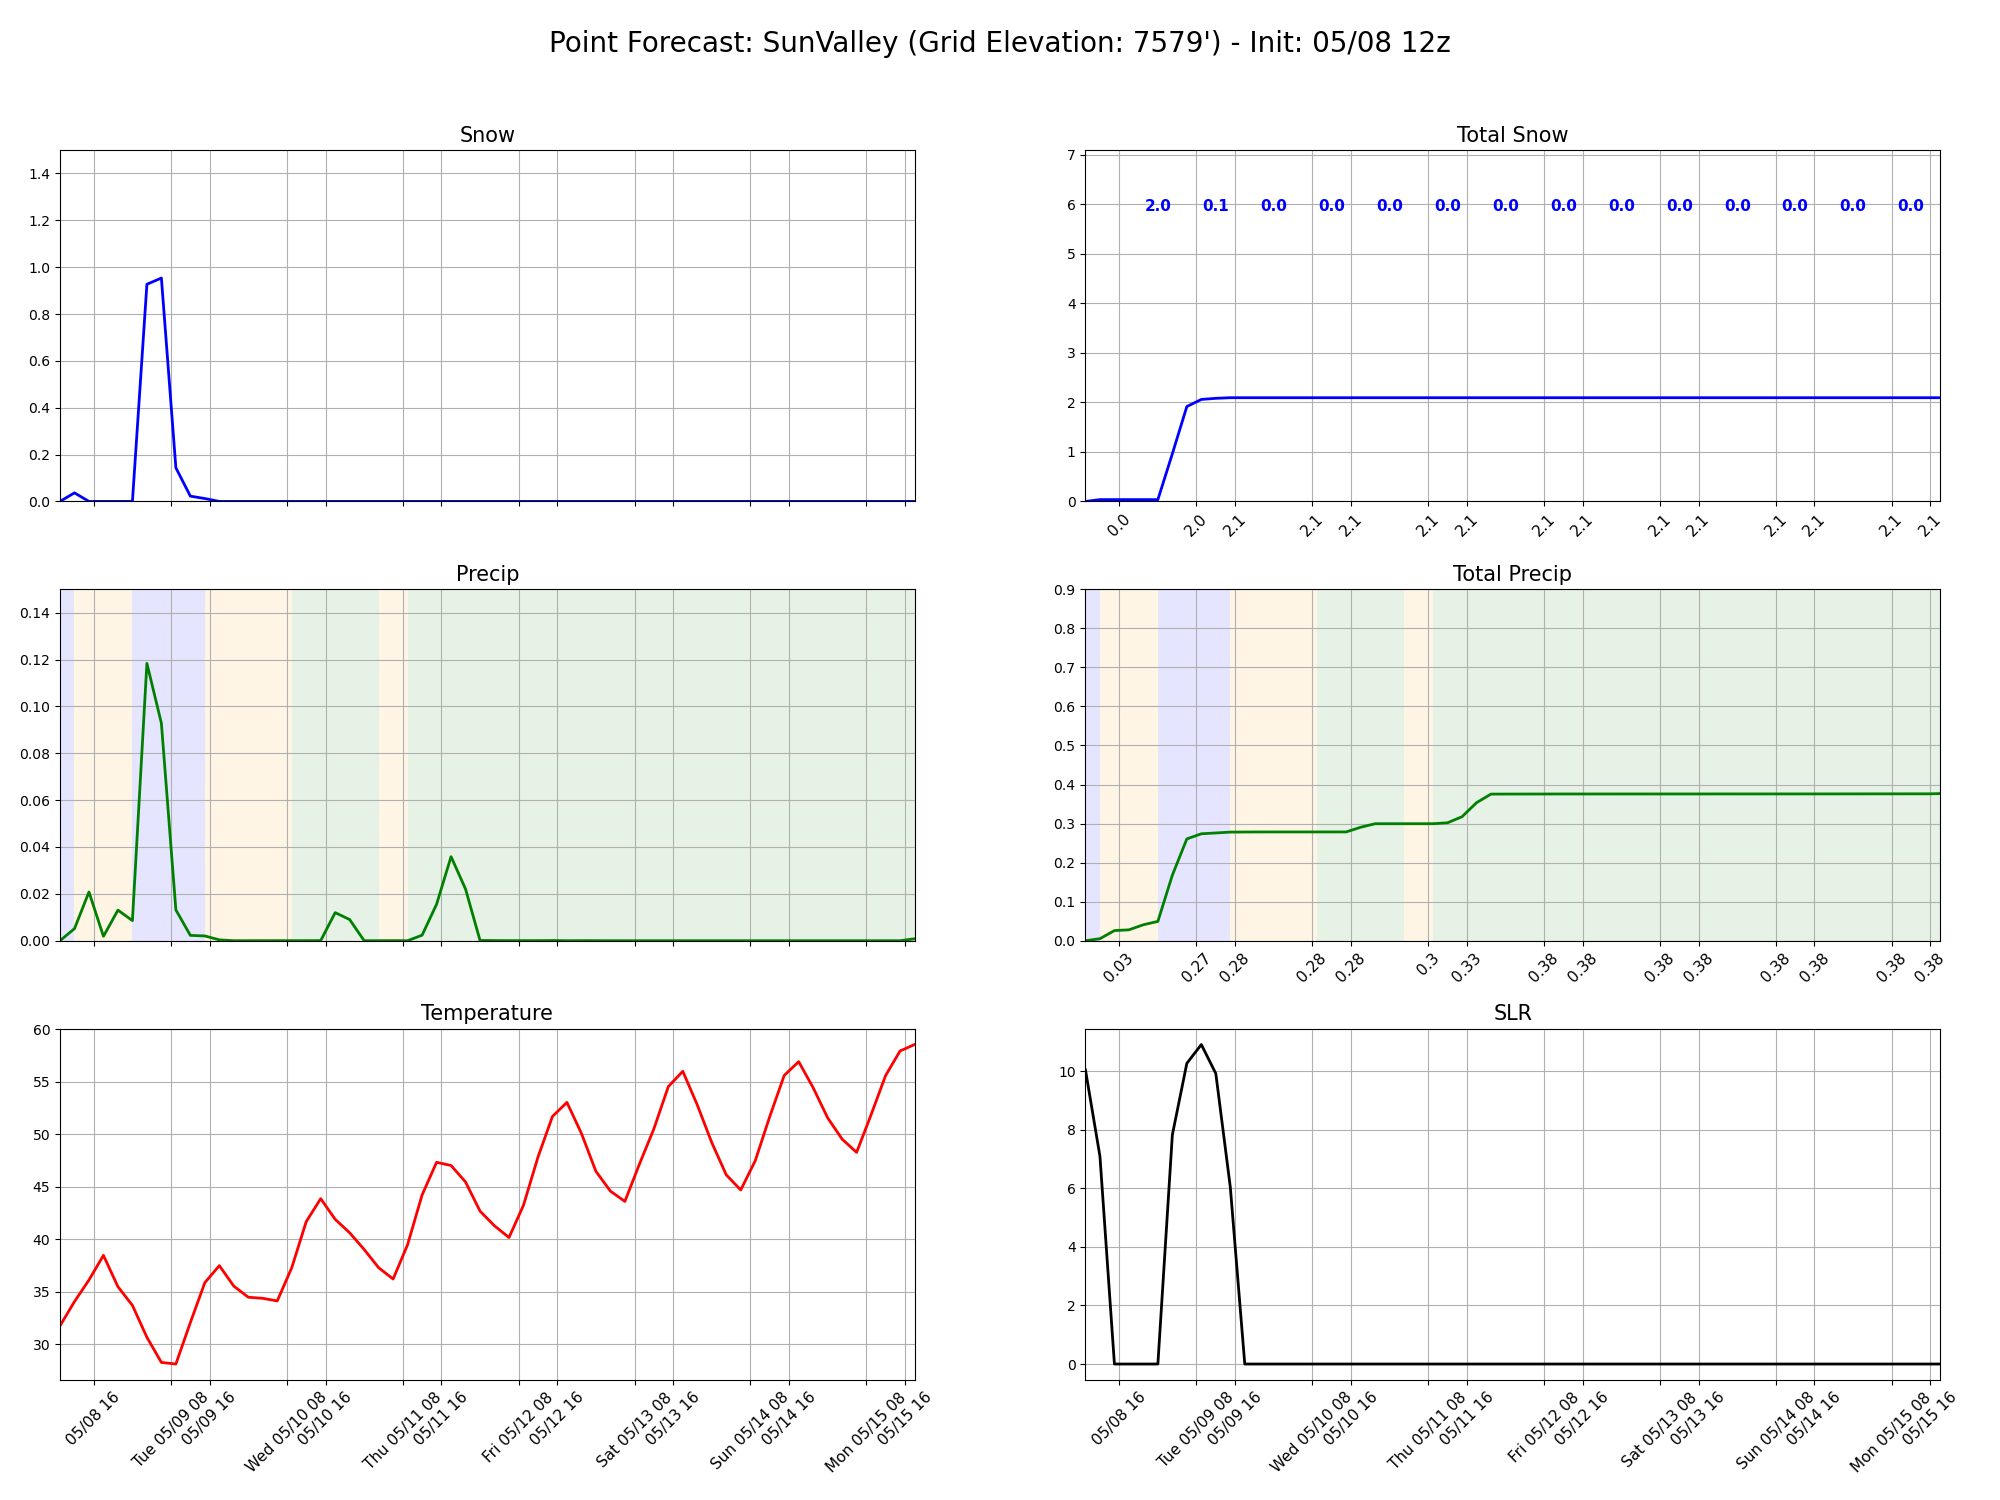 Point Forecast: SunValley (Grid Elevation: 7579') - Init: 05/08 12z
Snow
1.4
1.2
1.0
0.8
0.6
0.4
0.2
0.0
Total Snow
7
6
5
4
3
2
1
0
2.0 0.1 0.0 0.0 0.0 0.0 0.0 0.0 0.0 0.0 0.0 0.0 0.0 0.0
0.0 2.0 2.1 2.1 2.1 2.1 2.1 2.1 2.1 2.1 2.1 2.1 2.1 2.1 2.1
Precip
0.14
0.12
0.10
0.08
0.06
0.04
0.02
0.00
Total Precip
0.9
0.8
0.7
0.6
0.5
0.4
0.3
0.2
0.1
0.0
0.03 0.27 0.28 0.28 0.28 0.3 0.33 0.38 0.38 0.38 0.38 0.38 0.38 0.38 0.38
Temperature
60
55
50
45
40
35
30
05/08 16
Tue 05/09 08
05/09 16
Wed 05/10 08
05/10 16
Thu 05/11 08
05/11 16
Fri 05/12 08
05/12 16
Sat 05/13 08
05/13 16
Sun 05/14 08
05/14 16
Mon 05/15 08
05/15 16
SLR
10
8
6
4
2
0
05/08 16
Tue 05/09 08
05/09 16
Wed 05/10 08
05/10 16
Thu 05/11 08
05/11 16
Fri 05/12 08
05/12 16
Sat 05/13 08
05/13 16
Sun 05/14 08
05/14 16
Mon 05/15 08
05/15 16